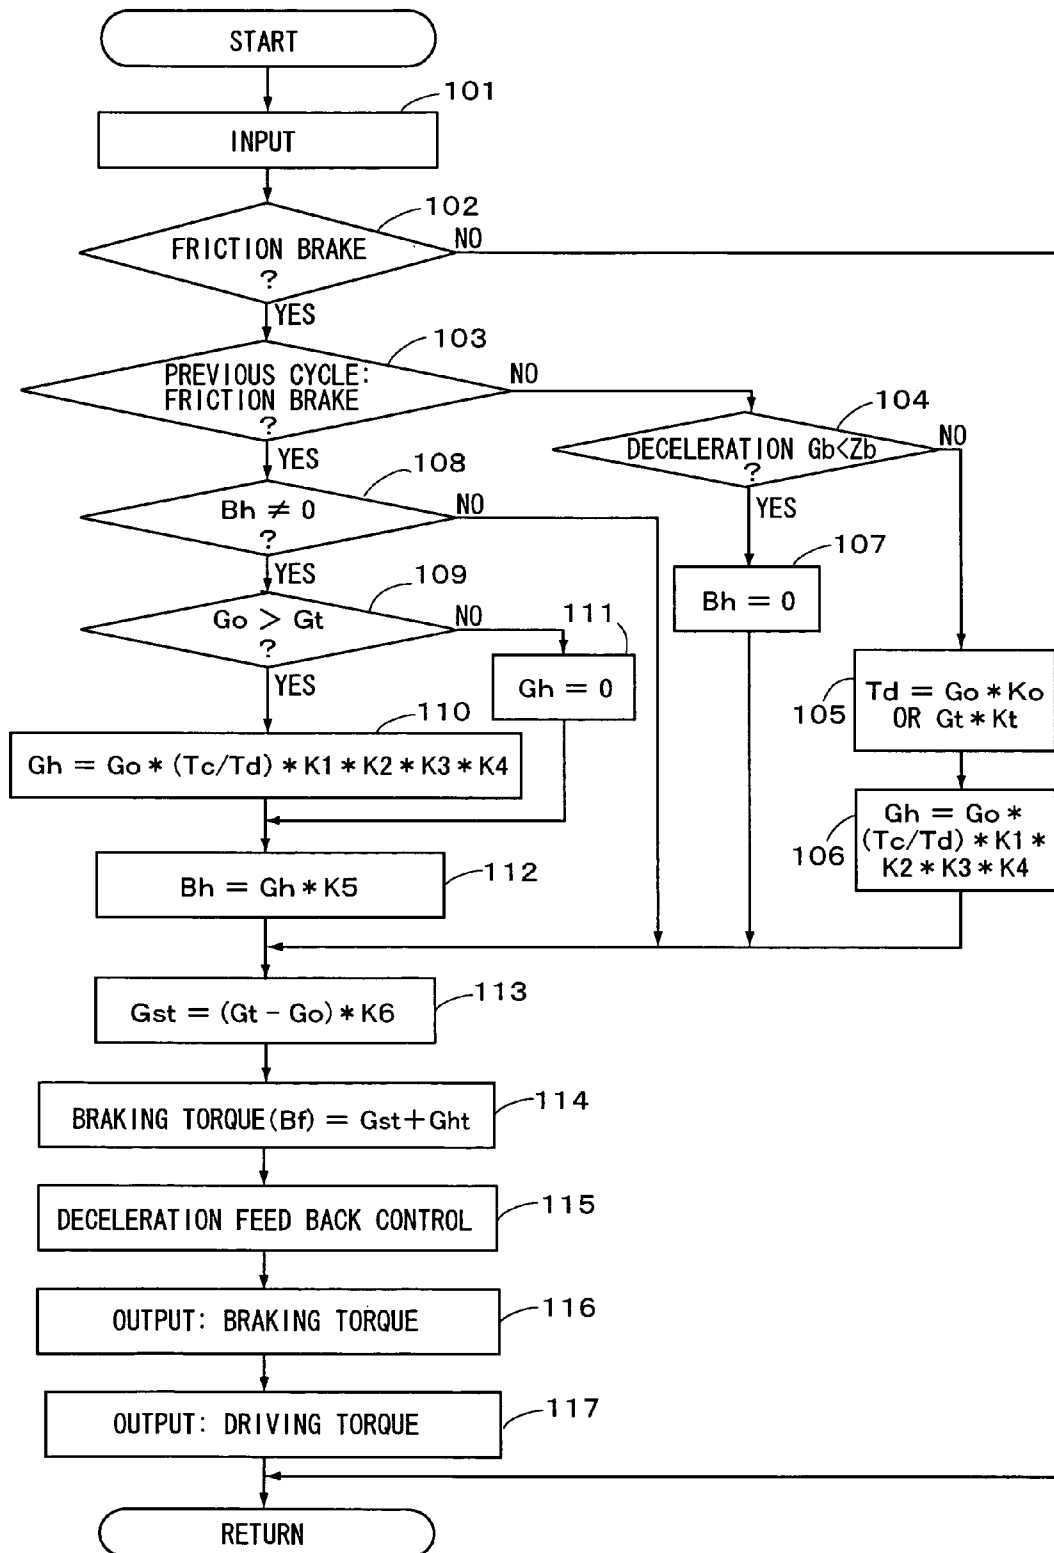 START
101
INPUT
102
FRICTION BRAKE
?
NO
YES
103
PREVIOUS CYCLE:
FRICTION BRAKE
?
NO
YES
104
DECELERATION Gb<Zb
?
NO
YES
108
Bh ≠ 0
?
NO
YES
107
Bh = 0
109
Go > Gt
?
NO
YES
111
Gh = 0
105
Td = Go * Ko
OR Gt * Kt
110
Gh = Go * (Tc/Td) * K1 * K2 * K3 * K4
106
Gh = Go *
(Tc/Td) * K1 *
K2 * K3 * K4
112
Bh = Gh * K5
113
Gst = (Gt - Go) * K6
114
BRAKING TORQUE(Bf) = Gst+Ght
115
DECELERATION FEED BACK CONTROL
116
OUTPUT: BRAKING TORQUE
117
OUTPUT: DRIVING TORQUE
RETURN